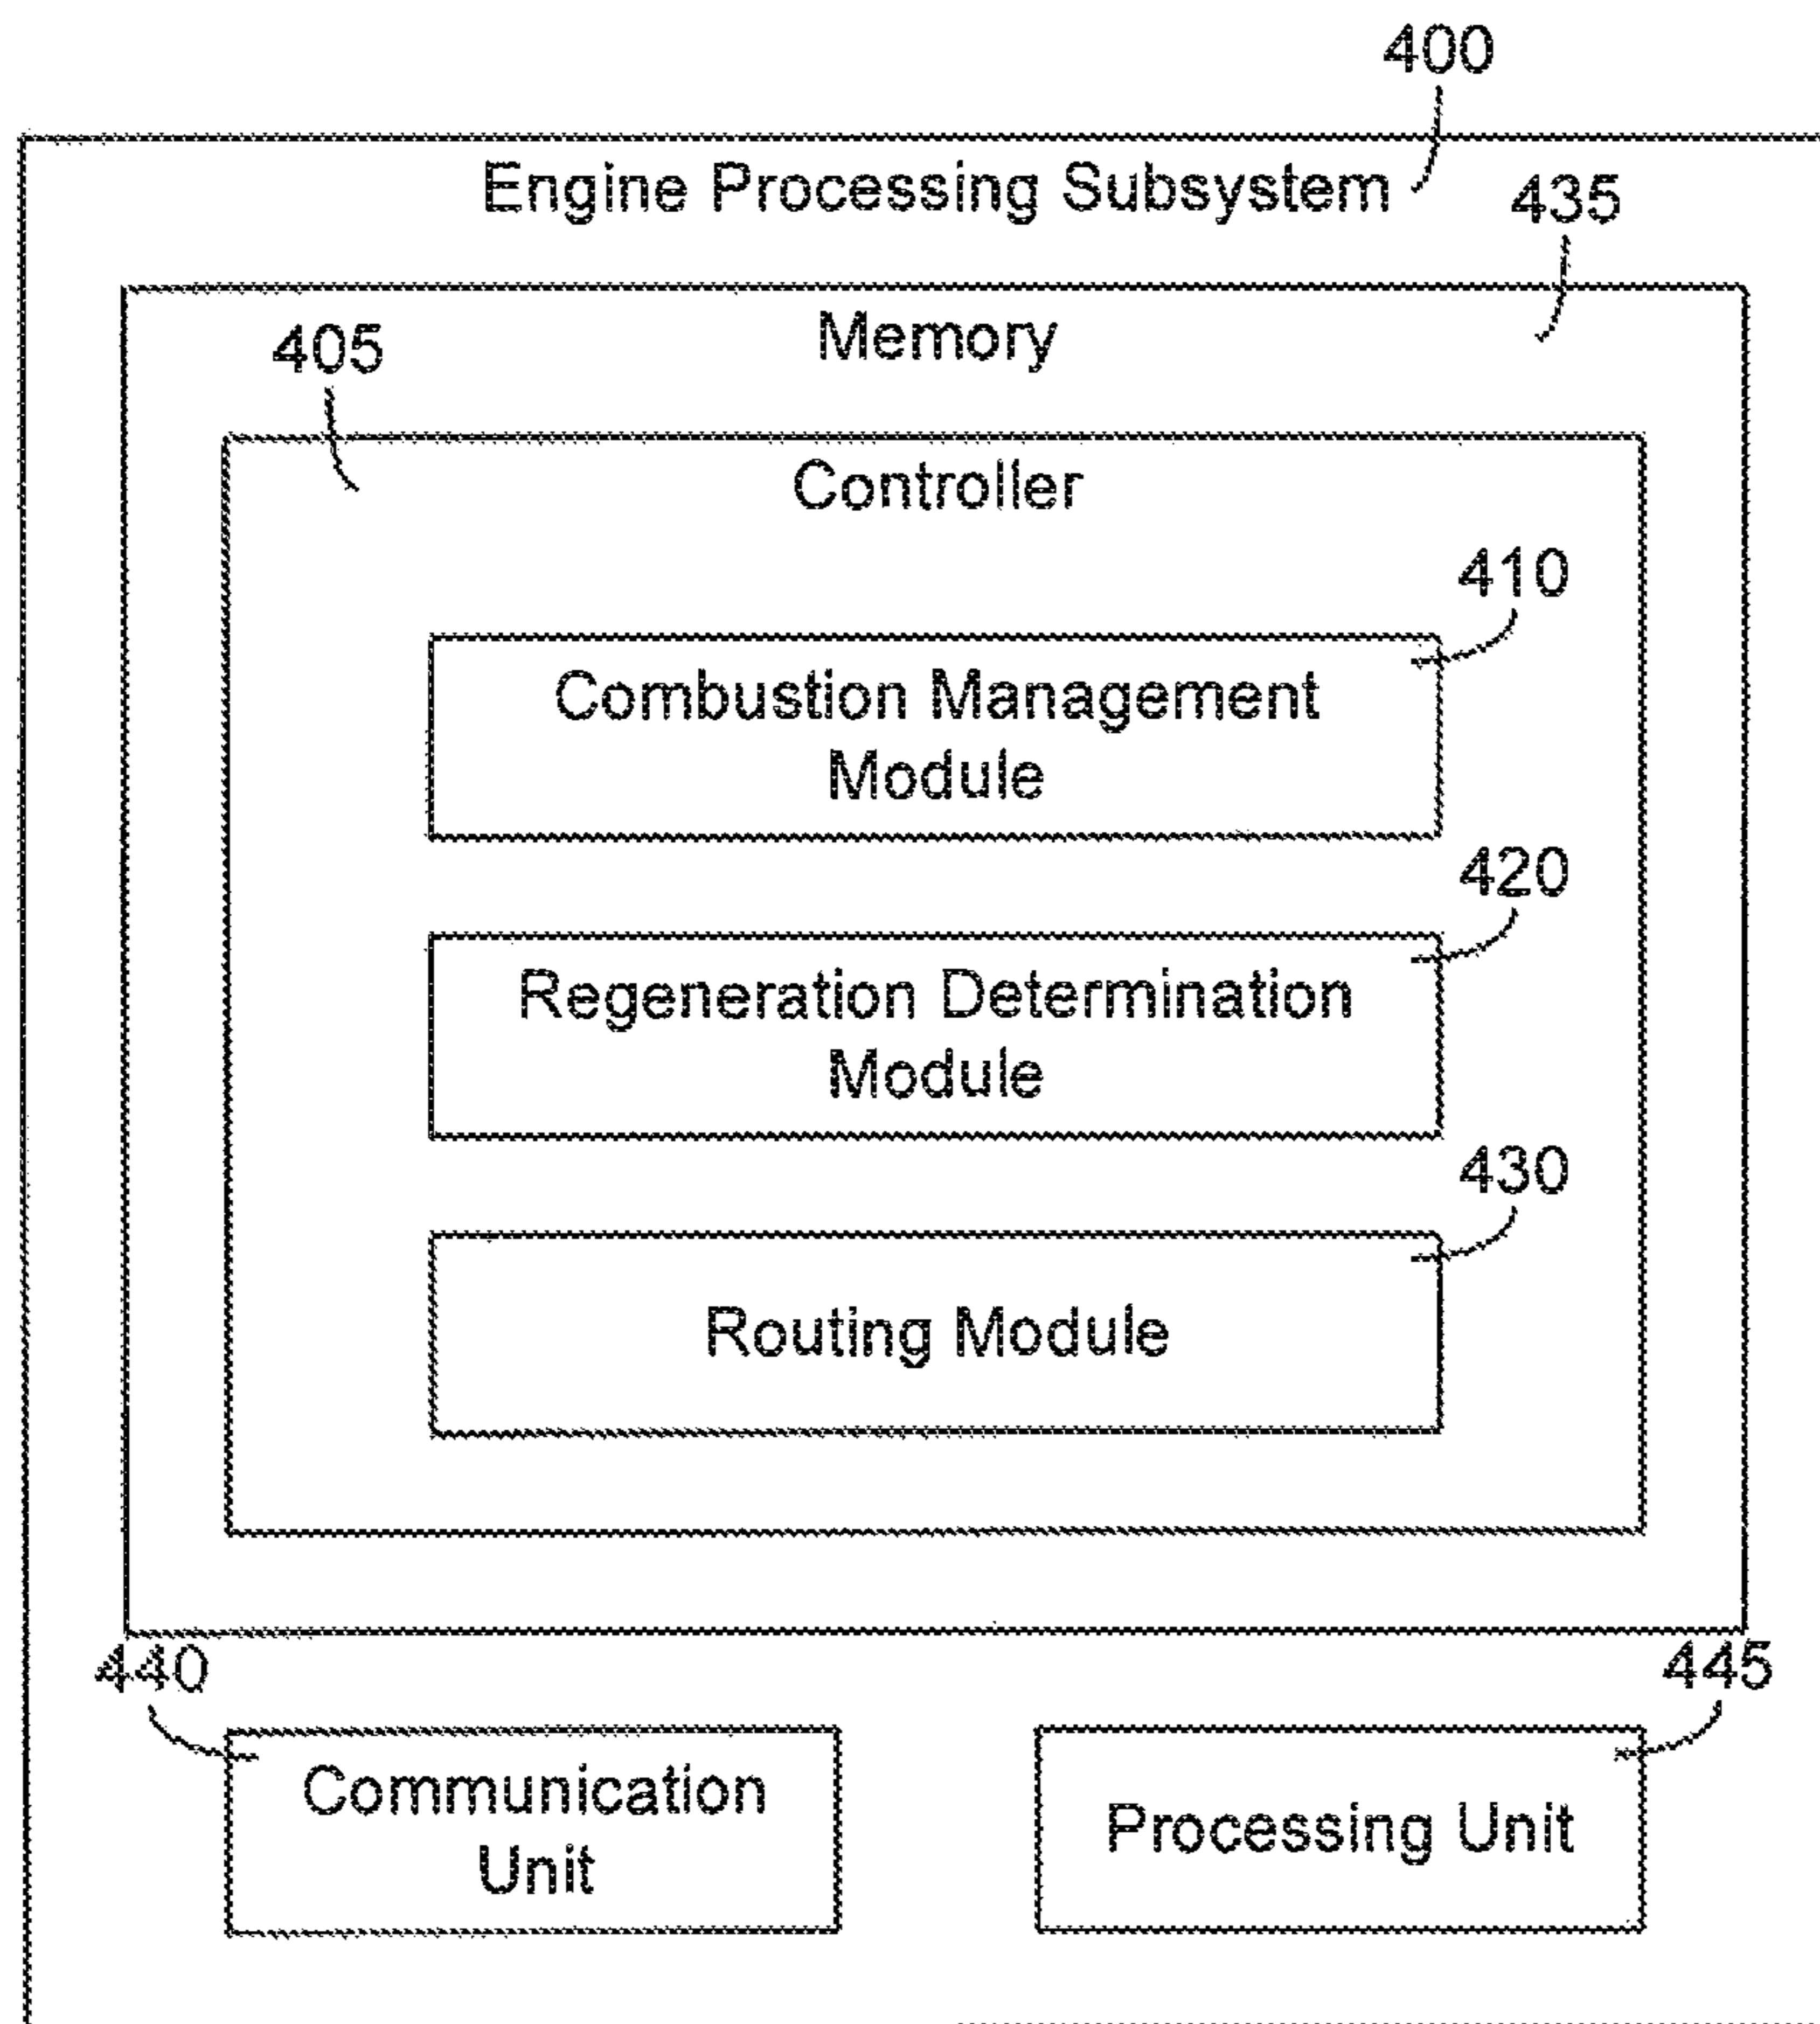 400
Engine Processing Subsystem
435
Memory
405
Controller
410
Combustion Management
Module
420
Regeneration Determination
Module
430
Routing Module
440
445
Communication
Unit
Processing Unit